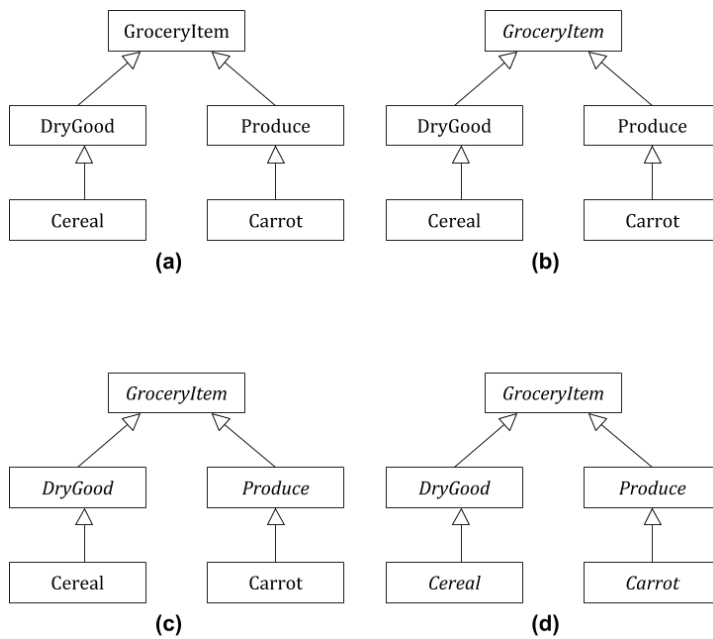 GroceryItem
GroceryItem
DryGood
Produce
DryGood
Produce
Cereal
Carrot
Cereal
Carrot
(a)
(b)
GroceryItem
GroceryItem
DryGood
Produce
DryGood
Produce
Cereal
Carrot
Cereal
Carrot
(c)
(d)